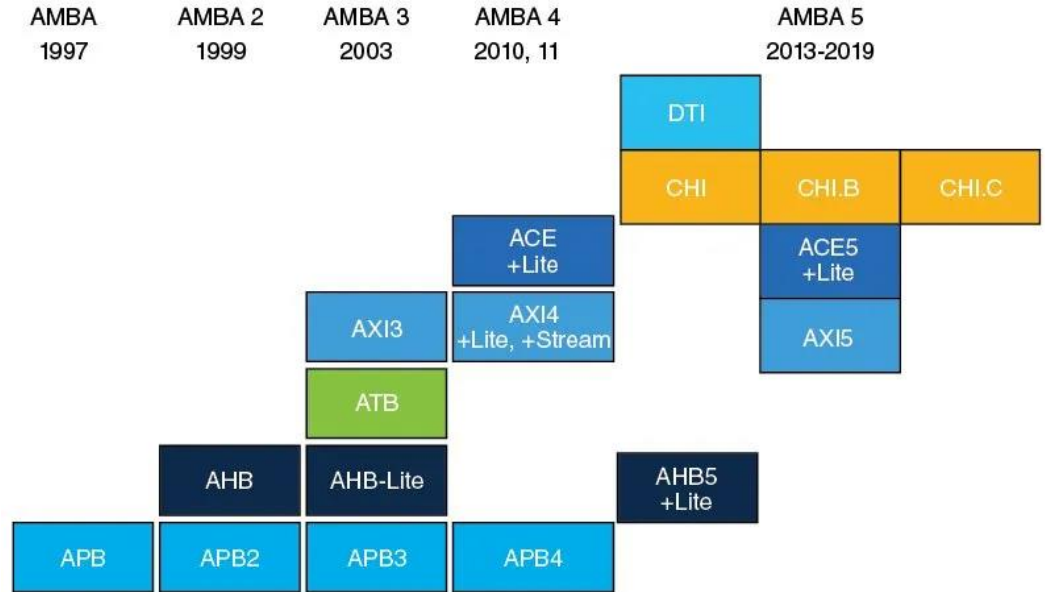 AMBA AMBA 2 AMBA 3 AMBA 4 AMBA 5
1997 1999 2003 2010, 11 2013-2019
DTI
CHI CHI.B CHI.C
ACE
+Lite
ACE5
+Lite
AXI3
AXI4
+Lite, +Stream
AXI5
ATB
AHB AHB-Lite
AHB5
+Lite
APB APB2 APB3 APB4